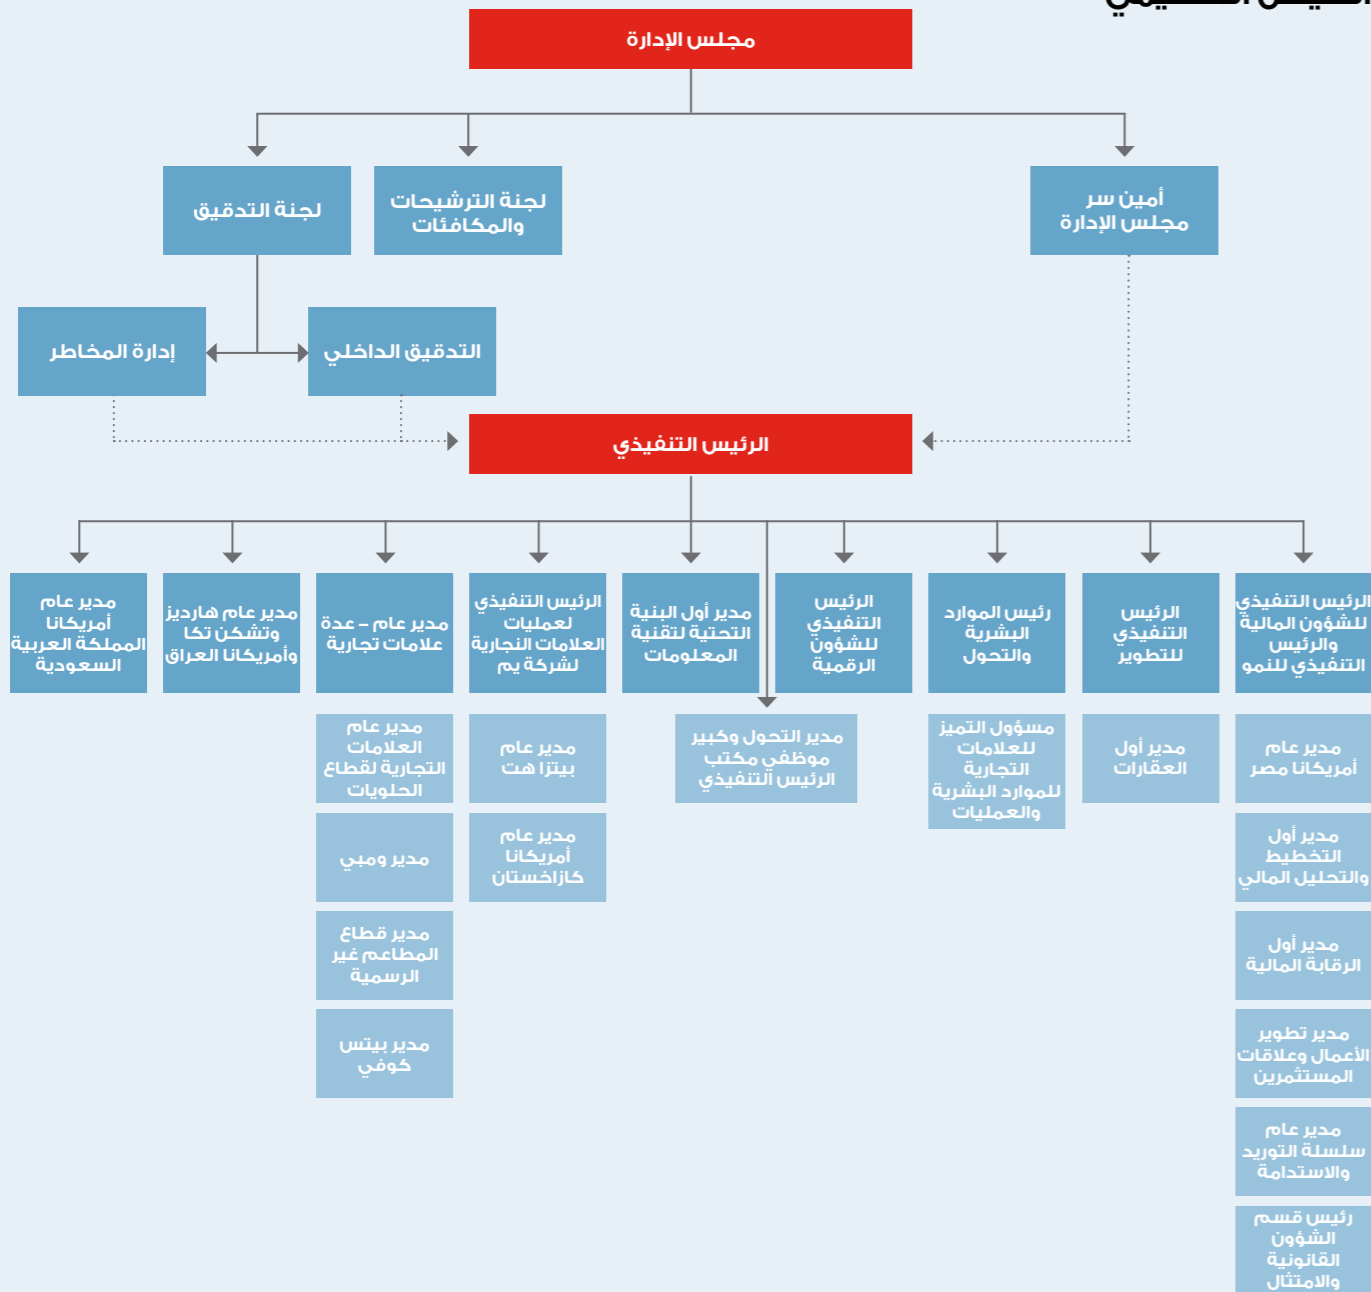 مجلس الإدارة
أمين سر
مجلس الإدارة
لجنة الترشيحات
والمكافئات
لجنة التدقيق
التدقيق الداخلي
إدارة المخاطر
الرئيس التنفيذي
الرئيس التنفيذي
للشؤون المالية
والرئيس
التنفيذي للنمو
الرئيس
التنفيذي
للتطوير
رئيس الموارد
البشرية
والتحول
الرئيس
التنفيذي
للشؤون
الرقمية
مدير أول البنية
التحتية لتقنية
المعلومات
الرئيس التنفيذي
لعمليات
العلامات التجارية
لشركة يم
مدير عام – عدة
علامات تجارية
مدير عام هارديز
وتشكن تكا
وأمريكانا العراق
مدير عام
أمريكانا
المملكة العربية
السعودية
مدير عام
أمريكانا مصر
مدير أول
العقارات
مسؤول التميز
للعلامات
التجارية
للموارد البشرية
والعمليات
مدير التحول وكبير
موظفي مكتب
الرئيس التنفيذي
مدير عام
بيتزا هت
مدير عام
العلامات
التجارية لقطاع
الحلويات
مدير أول
التخطيط
والتحليل المالي
مدير عام
أمريكانا
كازاخستان
مدير ومبي
مدير أول
الرقابة المالية
مدير قطاع
المطاعم غير
الرسمية
مدير تطوير
الأعمال وعلاقات
المستثمرين
مدير بيتس
كوفي
مدير عام
سلسلة التوريد
والاستدامة
رئيس قسم
الشؤون
القانونية
والامتثال